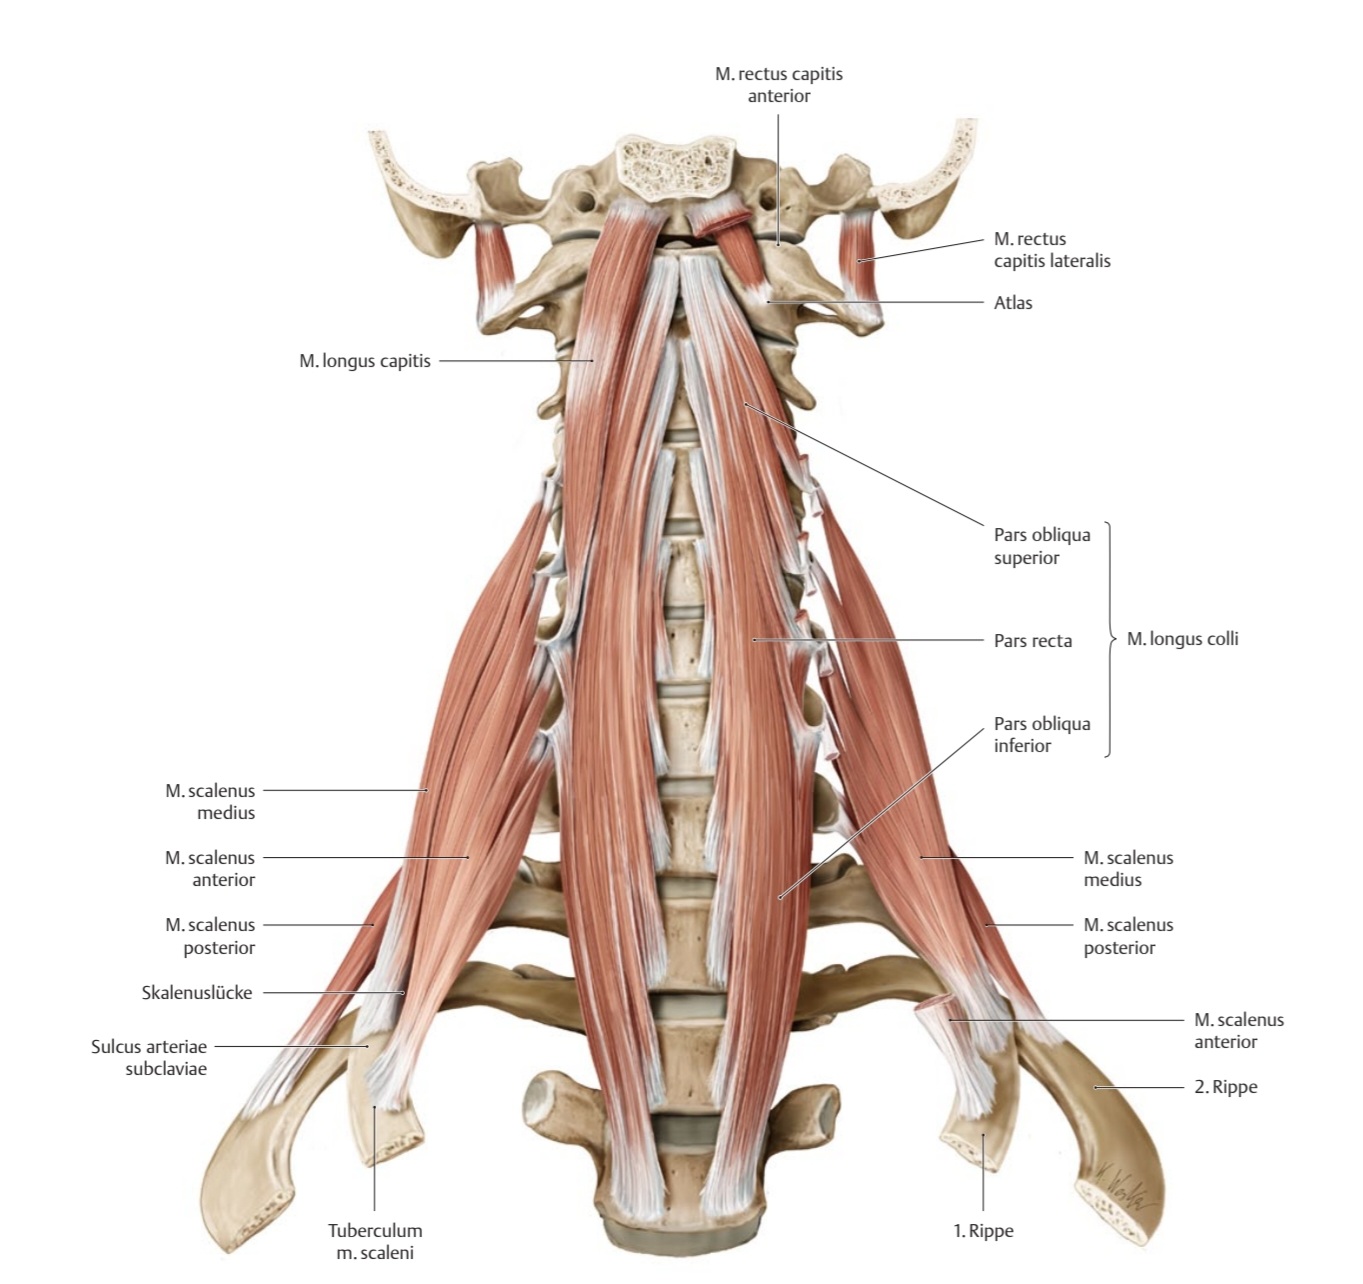 M. rectus capitis
anterior
M. rectus
capitis lateralis
Atlas
M. longus capitis
Pars obliqua
superior
Pars recta
M. longus colli
Pars obliqua
inferior
M. scalenus
medius
M. scalenus
anterior
M. scalenus
posterior
Skalenuslücke
Sulcus arteriae
subclaviae
M. scalenus
medius
M. scalenus
posterior
M. scalenus
anterior
2. Rippe
Tuberculum
m. scaleni
1. Rippe